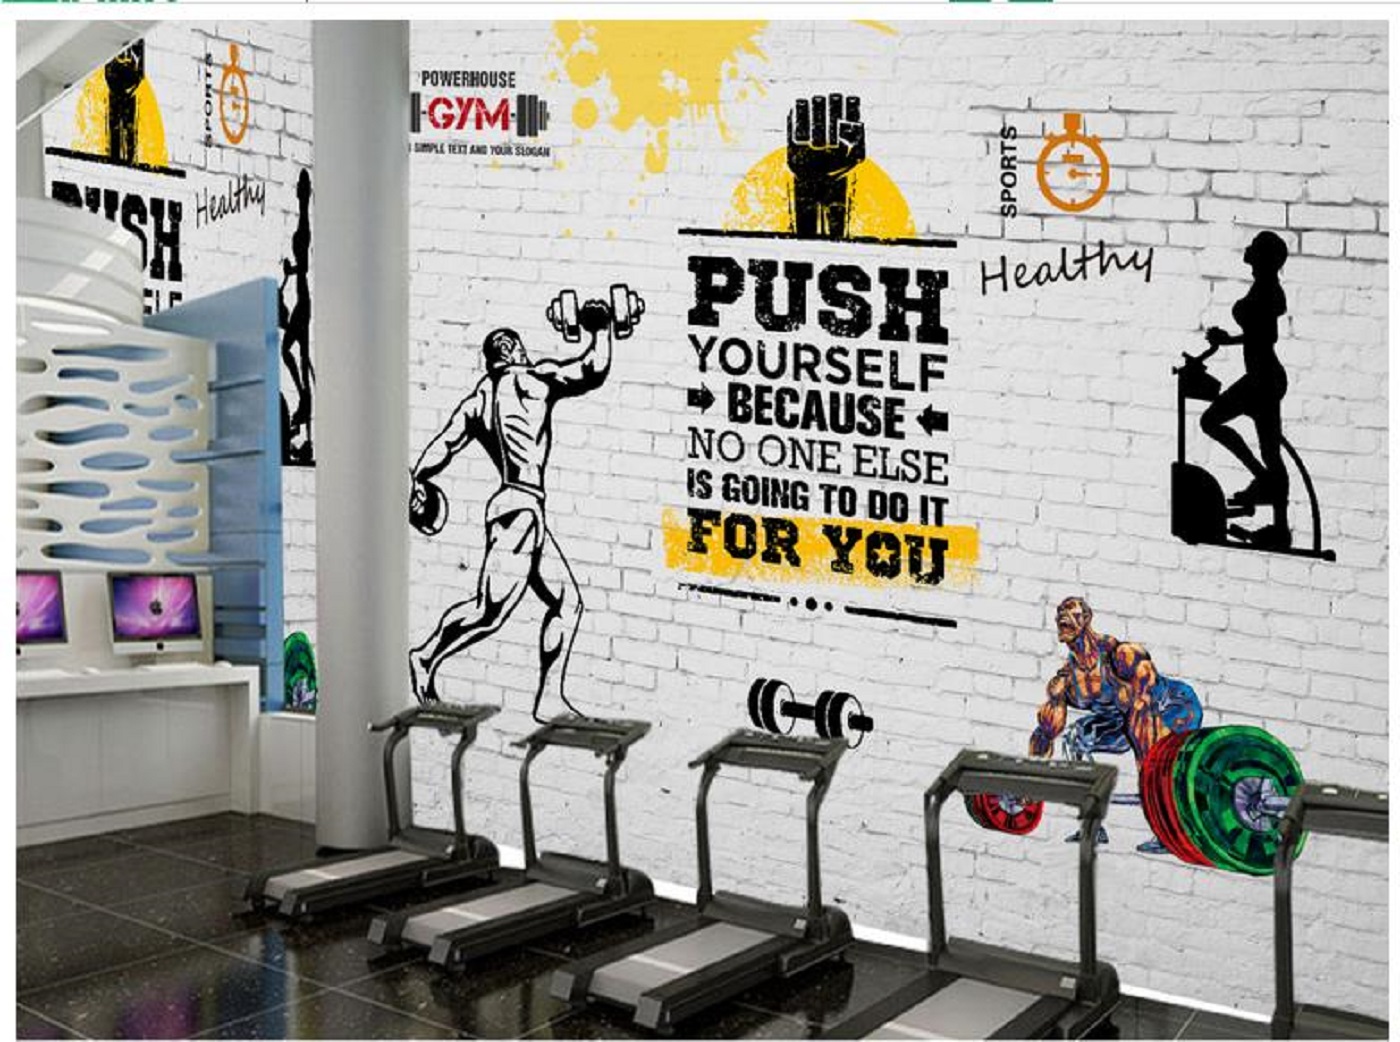 POWERHOUSE
GYM
SIMPLE TEXT AND YOUR SLOGAN
SPORTS
Healthy
PUSH
YOURSELF
BECAUSE
NO ONE ELSE
IS GOING TO DO IT
FOR YOU
SPORTS
Healthy